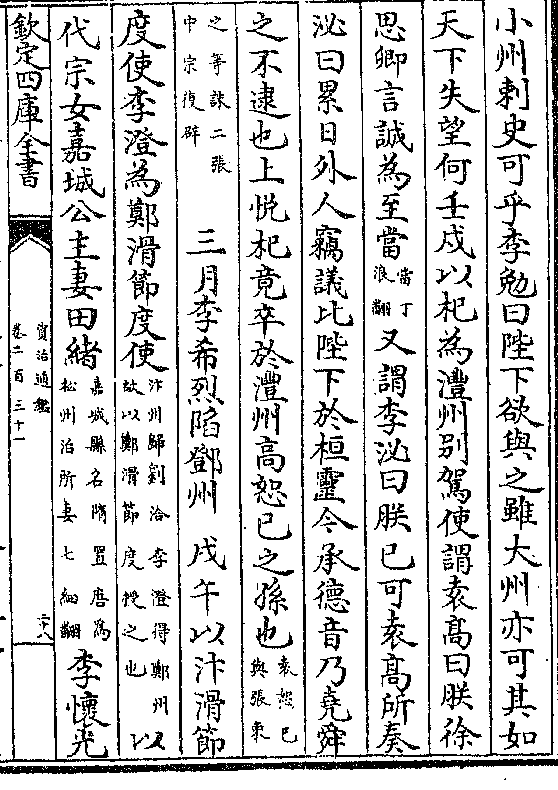 小州刺史可乎李勉曰陛下欲與之雖大州亦可其如
天下失望何壬戍以杞為澧州别駕使謂袁高曰朕徐
思卿言誠為至當當丁浪翻又謂李泌曰朕已可袁高所奏
泌曰累日外人竊議比陛下於桓靈今承德音乃堯舜
之不逮也上悦杞竟卒於澧州高恕已之孫也袁恕已與張柬
之等誅二張中宗復辟三月李希烈陷鄧州戊午以汴滑節
度使李澄為鄭滑節度使汴州歸劉洽李澄得鄭州故以鄭滑節度授之也以
代宗女嘉城公主妻田緒嘉城縣名隋置唐為松州治所妻七細翻李懷光
欽定四庫全書
資治通鑑
卷二百三十一
六